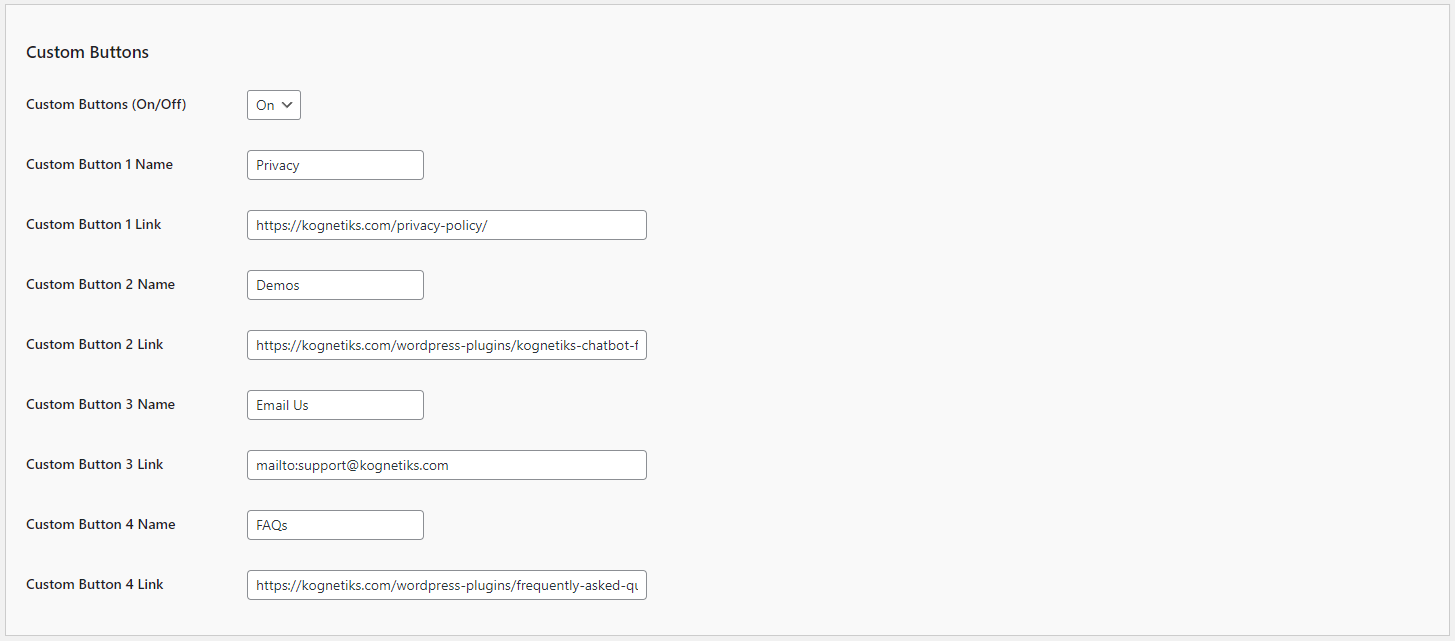 Custom Buttons
Custom Buttons (On/Off) On
Custom Button 1 Name Privacy
Custom Button 1 Link https://kognetiks.com/privacy-policy/
Custom Button 2 Name Demos
Custom Button 2 Link https://kognetiks.com/wordpress-plugins/kognetiks-chatbot-f
Custom Button 3 Name Email Us
Custom Button 3 Link mailto:support@kognetiks.com
Custom Button 4 Name FAQs
Custom Button 4 Link https://kognetiks.com/wordpress-plugins/frequently-asked-qu